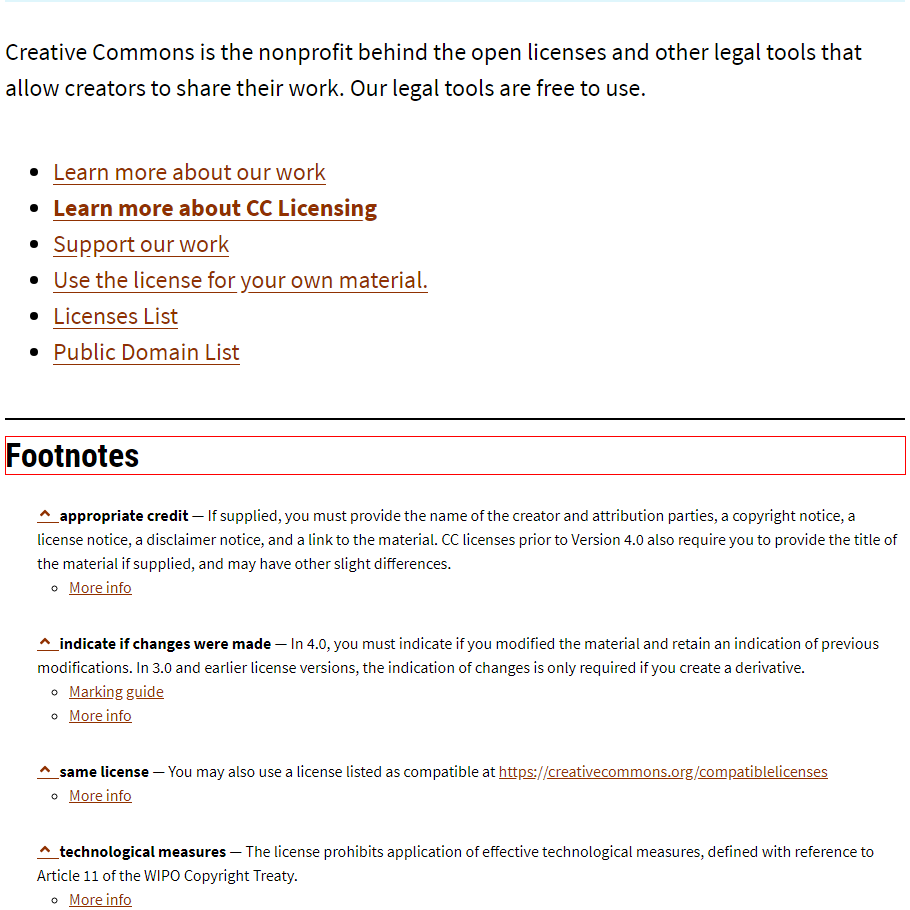 Creative Commons is the nonprofit behind the open licenses and other legal tools that
allow creators to share their work. Our legal tools are free to use.
Learn more about our work
Learn more about CC Licensing
Support our work
Use the license for your own material.
Licenses List
Public Domain List
Footnotes
^ appropriate credit — If supplied, you must provide the name of the creator and attribution parties, a copyright notice, a
license notice, a disclaimer notice, and a link to the material. CC licenses prior to Version 4.0 also require you to provide the title of
the material if supplied, and may have other slight differences.
More info
^ indicate if changes were made — In 4.0, you must indicate if you modified the material and retain an indication of previous
modifications. In 3.0 and earlier license versions, the indication of changes is only required if you create a derivative.
Marking guide
More info
^ same license — You may also use a license listed as compatible at https://creativecommons.org/compatiblelicenses
More info
^ technological measures — The license prohibits application of effective technological measures, defined with reference to
Article 11 of the WIPO Copyright Treaty.
More info